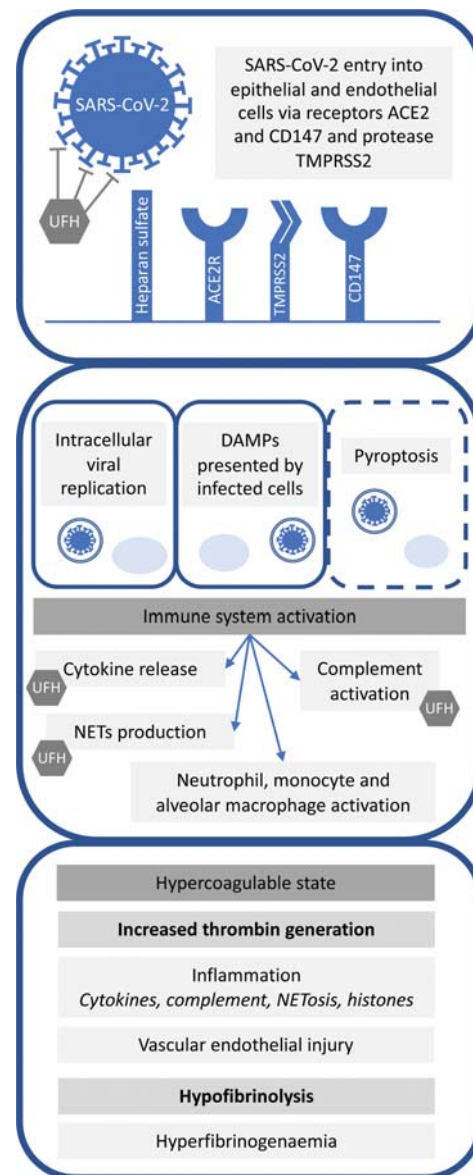 SARS-CoV-2
SARS-CoV-2 entry into
epithelial and endothelial
cells via receptors ACE2
and CD147 and protease
TMPRSS2
UFH
Heparan sulfate
ACE2R
TMPRSS2
CD147
Intracellular
viral
replication
DAMPs
presented by
infected cells
Pyroptosis
Immune system activation
Cytokine release
UFH
Complement
activation
UFH
NETs production
UFH
Neutrophil, monocyte and
alveolar macrophage activation
Hypercoagulable state
Increased thrombin generation
Inflammation
Cytokines, complement, NETosis, histones
Vascular endothelial injury
Hypofibrinolysis
Hyperfibrinogenaemia